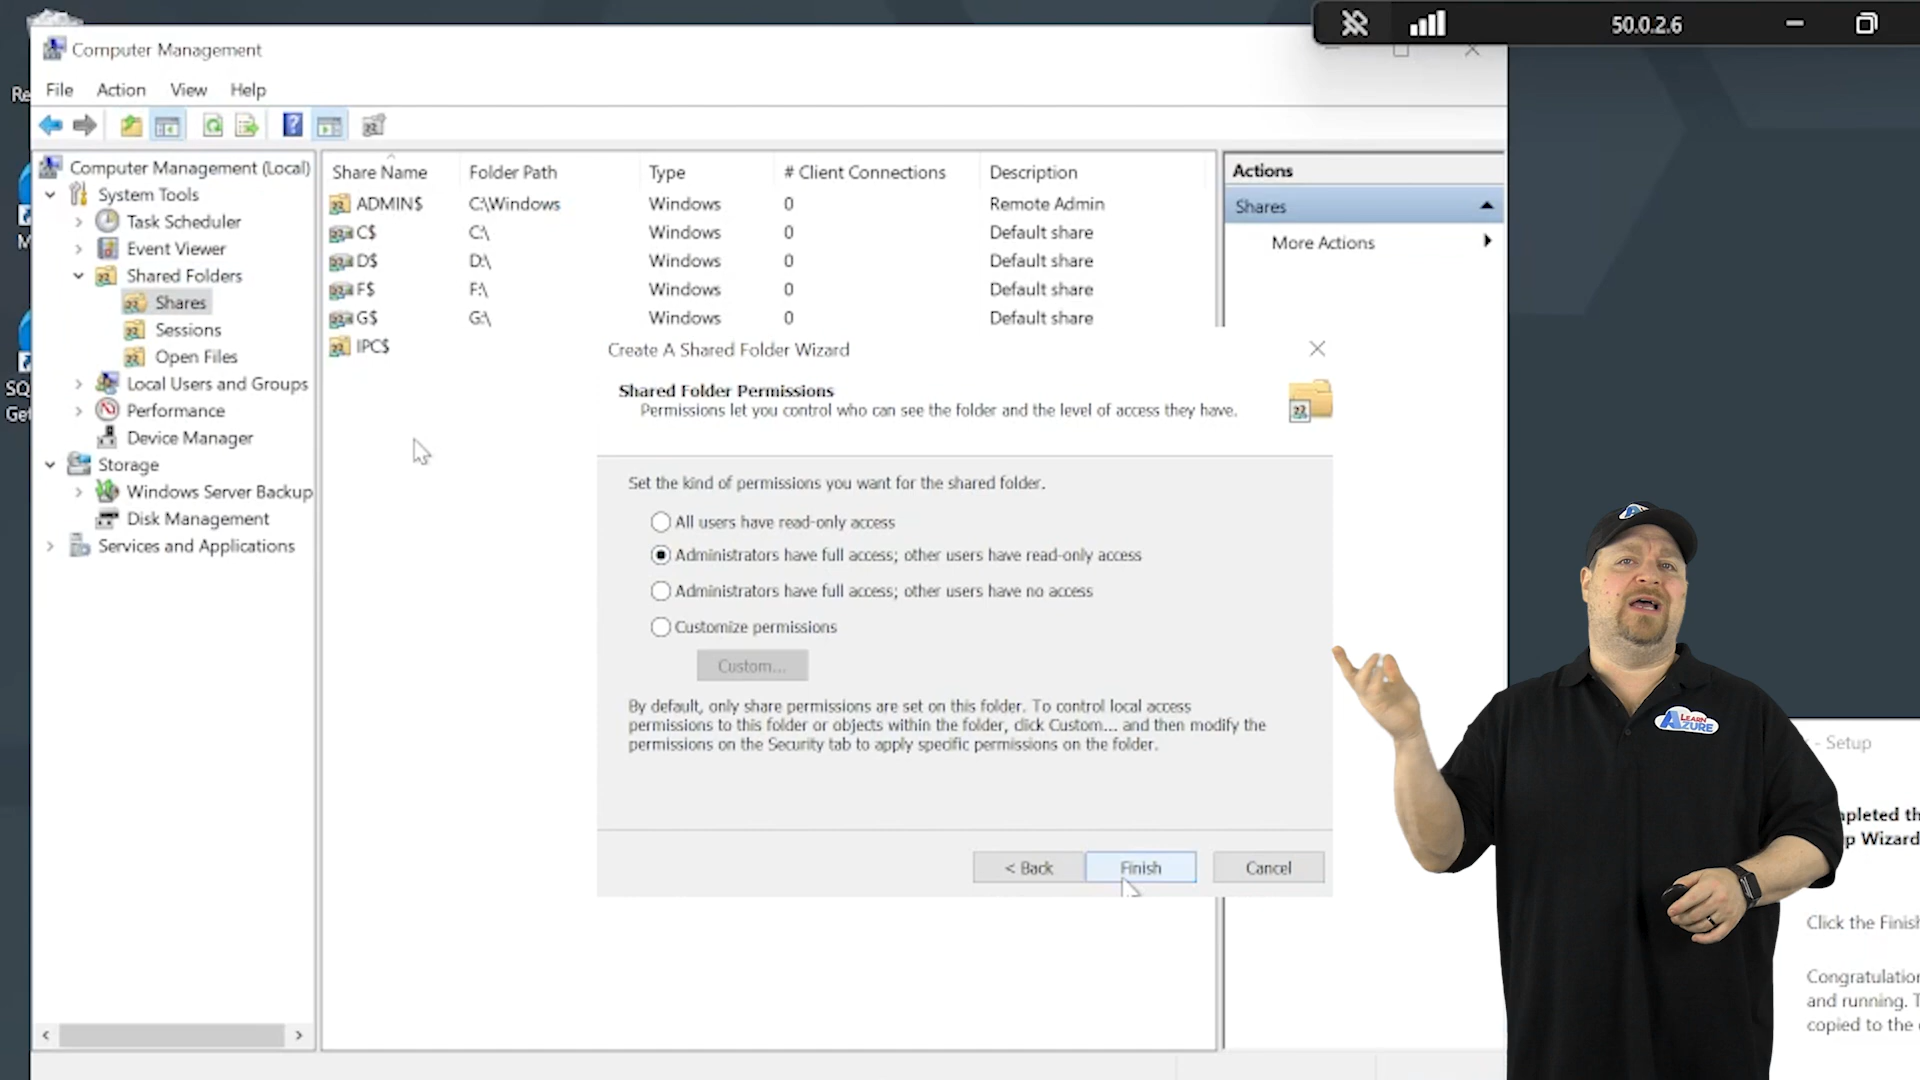 50.0.2.6
Computer Management
File Action View Help
Computer Management (Local)
System Tools
Task Scheduler
Event Viewer
Shared Folders
Shares
Sessions
Open Files
Local Users and Groups
Performance
Device Manager
Storage
Windows Server Backup
Disk Management
Services and Applications
Share Name Folder Path Type # Client Connections Description
ADMIN$ C:\Windows Windows 0 Remote Admin
C$ C:\ Windows 0 Default share
D$ D:\ Windows 0 Default share
F$ F:\ Windows 0 Default share
G$ G:\ Windows 0 Default share
IPC$
Actions
Shares
More Actions
Create A Shared Folder Wizard
Shared Folder Permissions
Permissions let you control who can see the folder and the level of access they have.
Set the kind of permissions you want for the shared folder.
All users have read-only access
Administrators have full access; other users have read-only access
Administrators have full access; other users have no access
Customize permissions
Custom...
By default, only share permissions are set on this folder. To control local access
permissions to this folder or objects within the folder, click Custom... and then modify the
permissions on the Security tab to apply specific permissions on the folder.
< Back Finish Cancel
LEARN
AZURE
- Setup
Wizard
Click the Finish
and running.
copied to the